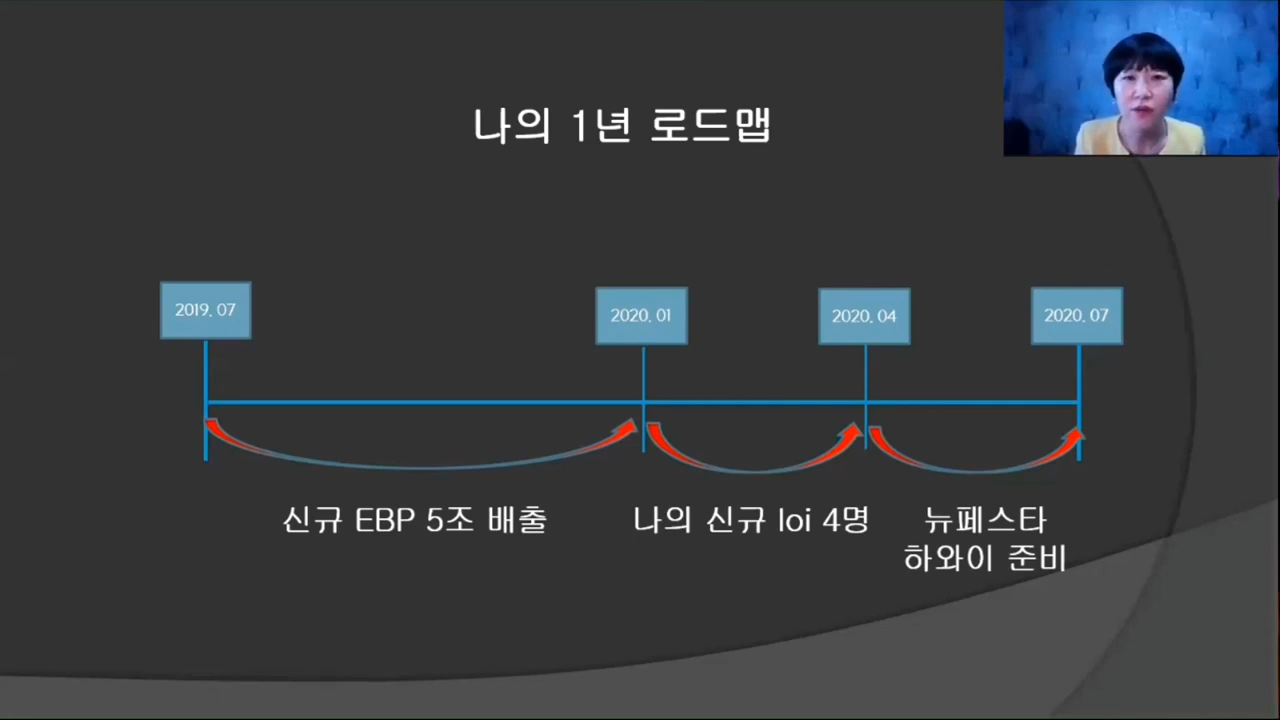 나의 1년 로드맵
2019. 07
2020. 01
2020. 04
2020. 07
신규 EBP 5조 배출
나의 신규 loi 4명
뉴페스타
하와이 준비